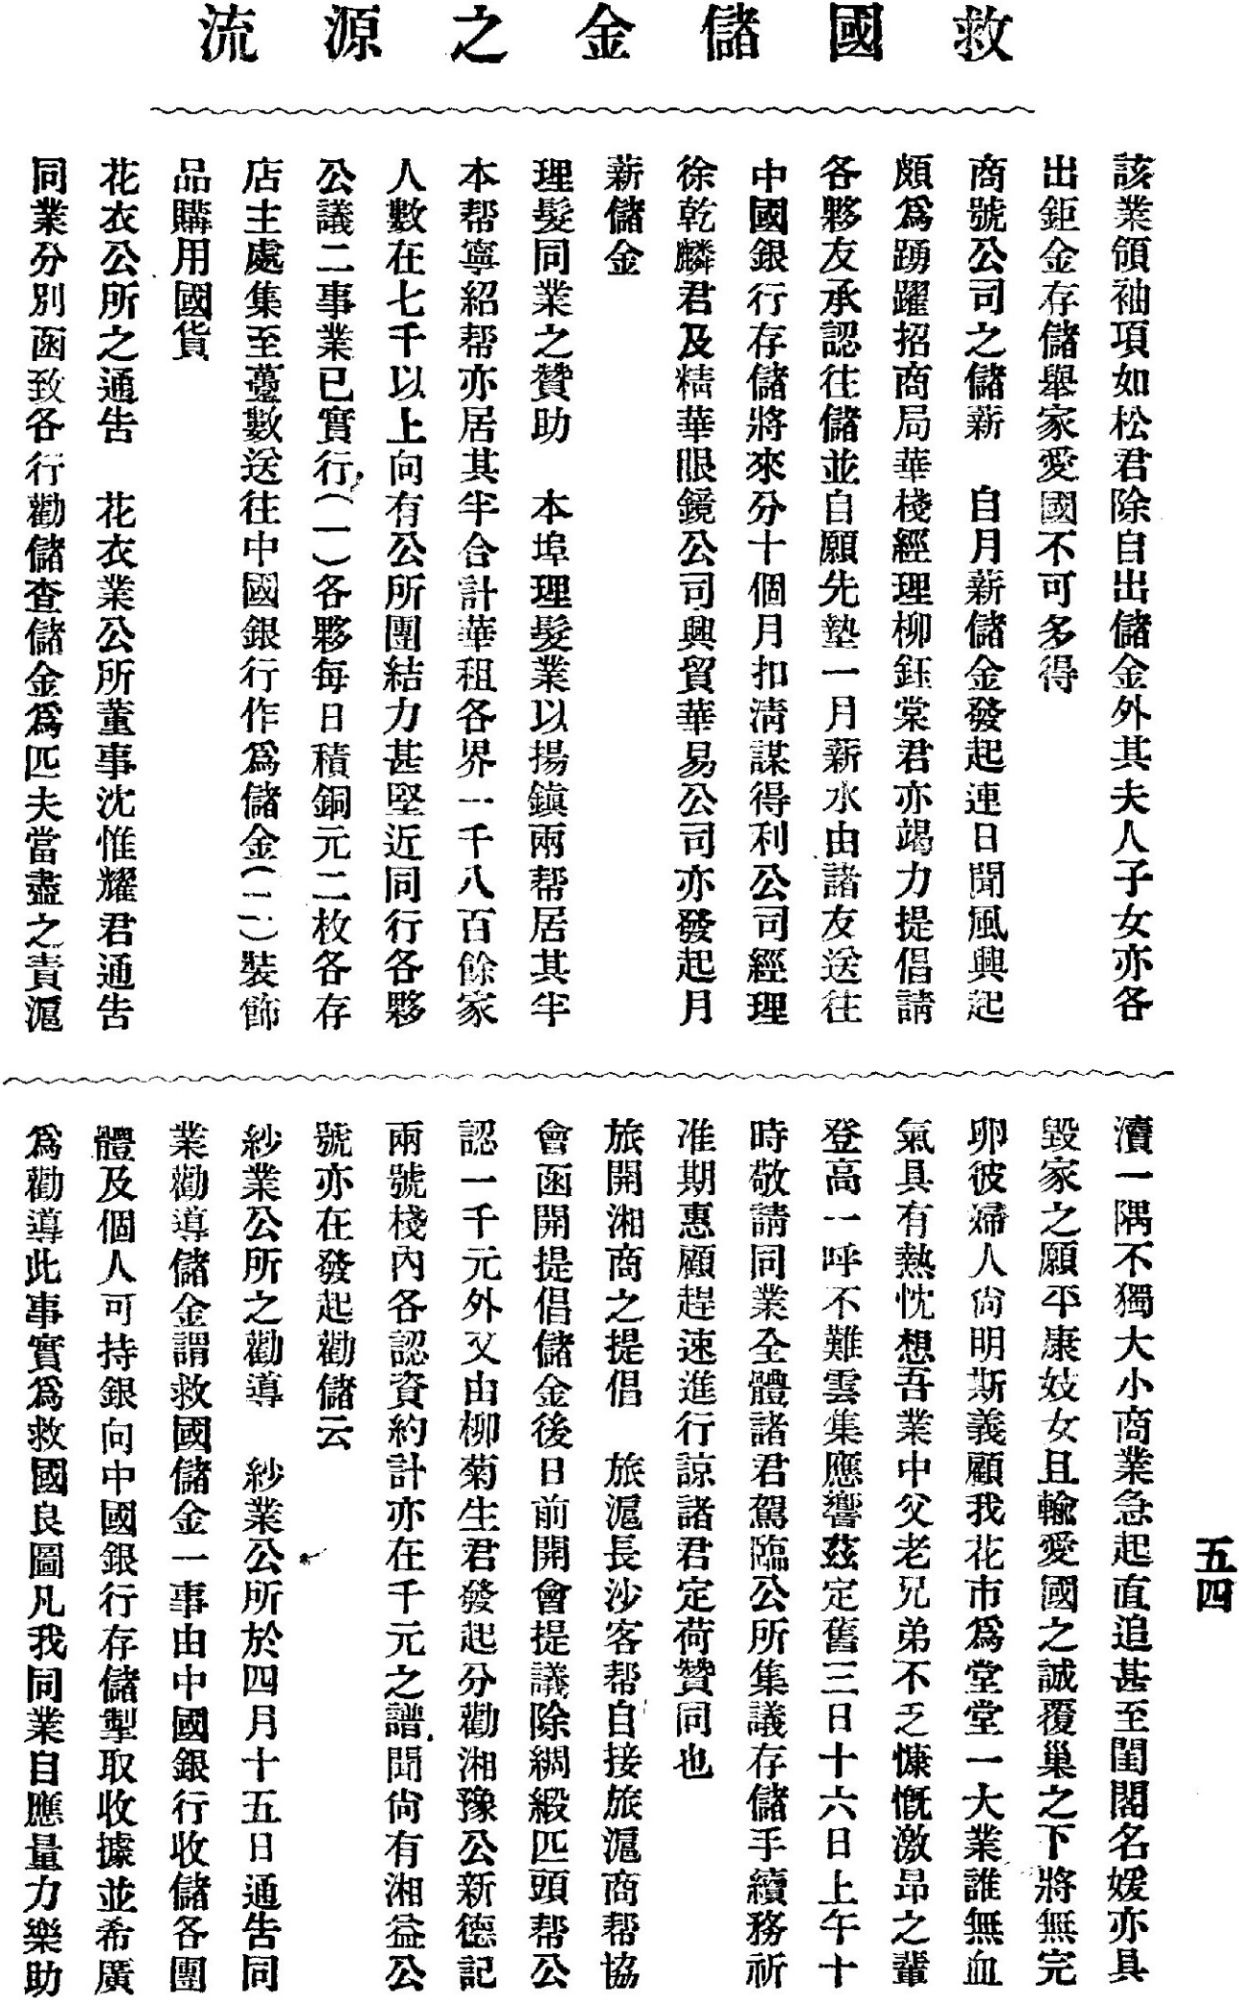 救國儲金之源流
該業領袖項如松君除自出儲金外其夫人子女亦各
出鉅金存儲舉家愛國不可多得
商號公司之儲薪　自月薪儲金發起連日聞風興起
頗爲踴躍招商局華棧經理柳鈺棠君亦竭力提倡請
各夥友承認往儲並自願先墊一月薪水由諸友送往
中國銀行存儲將來分十個月扣淸謀得利公司經理
徐乾麟君及精華眼鏡公司興貿華易公司亦發起月
薪儲金
理髮同業之贊助　本埠理髮業以揚鎭兩帮居其半
本帮寧紹帮亦居其半合計華租各界一千八百餘家
人數在七千以上向有公所團結力甚堅近同行各夥
公議二事業已實行(一)各夥每日積銅元二枚各存
店主處集至躉數送往中國銀行作爲儲金(二)裝飾
品購用國貨
花衣公所之通告　花衣業公所董事沈惟耀君通告
同業分別函致各行勸儲查儲金爲匹夫當盡之責滬
瀆一隅不獨大小商業急起直追甚至閨閣名媛亦具
毀家之願平康妓女且輸愛國之誠覆巢之下將無完
卵彼婦人尙明斯義顧我花市爲堂堂一大業誰無血
氣具有熱忱想吾業中父老兄弟不乏慷慨激昂之輩
登高一呼不難雲集應響茲定舊三日十六日上午十
時敬請同業全體諸君駕臨公所集議存儲手續務祈
准期惠顧趕速進行諒諸君定荷贊同也
旅開湘商之提倡　旅滬長沙客帮自接旅滬商帮協
會函開提倡儲金後日前開會提議除綢緞匹頭帮公
認一千元外又由柳菊生君發起分勸湘豫公新德記
兩號棧內各認資約計亦在千元之譜聞尙有湘益公
號亦在發起勸儲云
紗業公所之勸導　紗業公所於四月十五日通告同
業勸導儲金謂救國儲金一事由中國銀行收儲各團
體及個人可持銀向中國銀行存儲掣取收據並希廣
爲勸導此事實爲救國良圖凡我同業自應量力樂助
五四